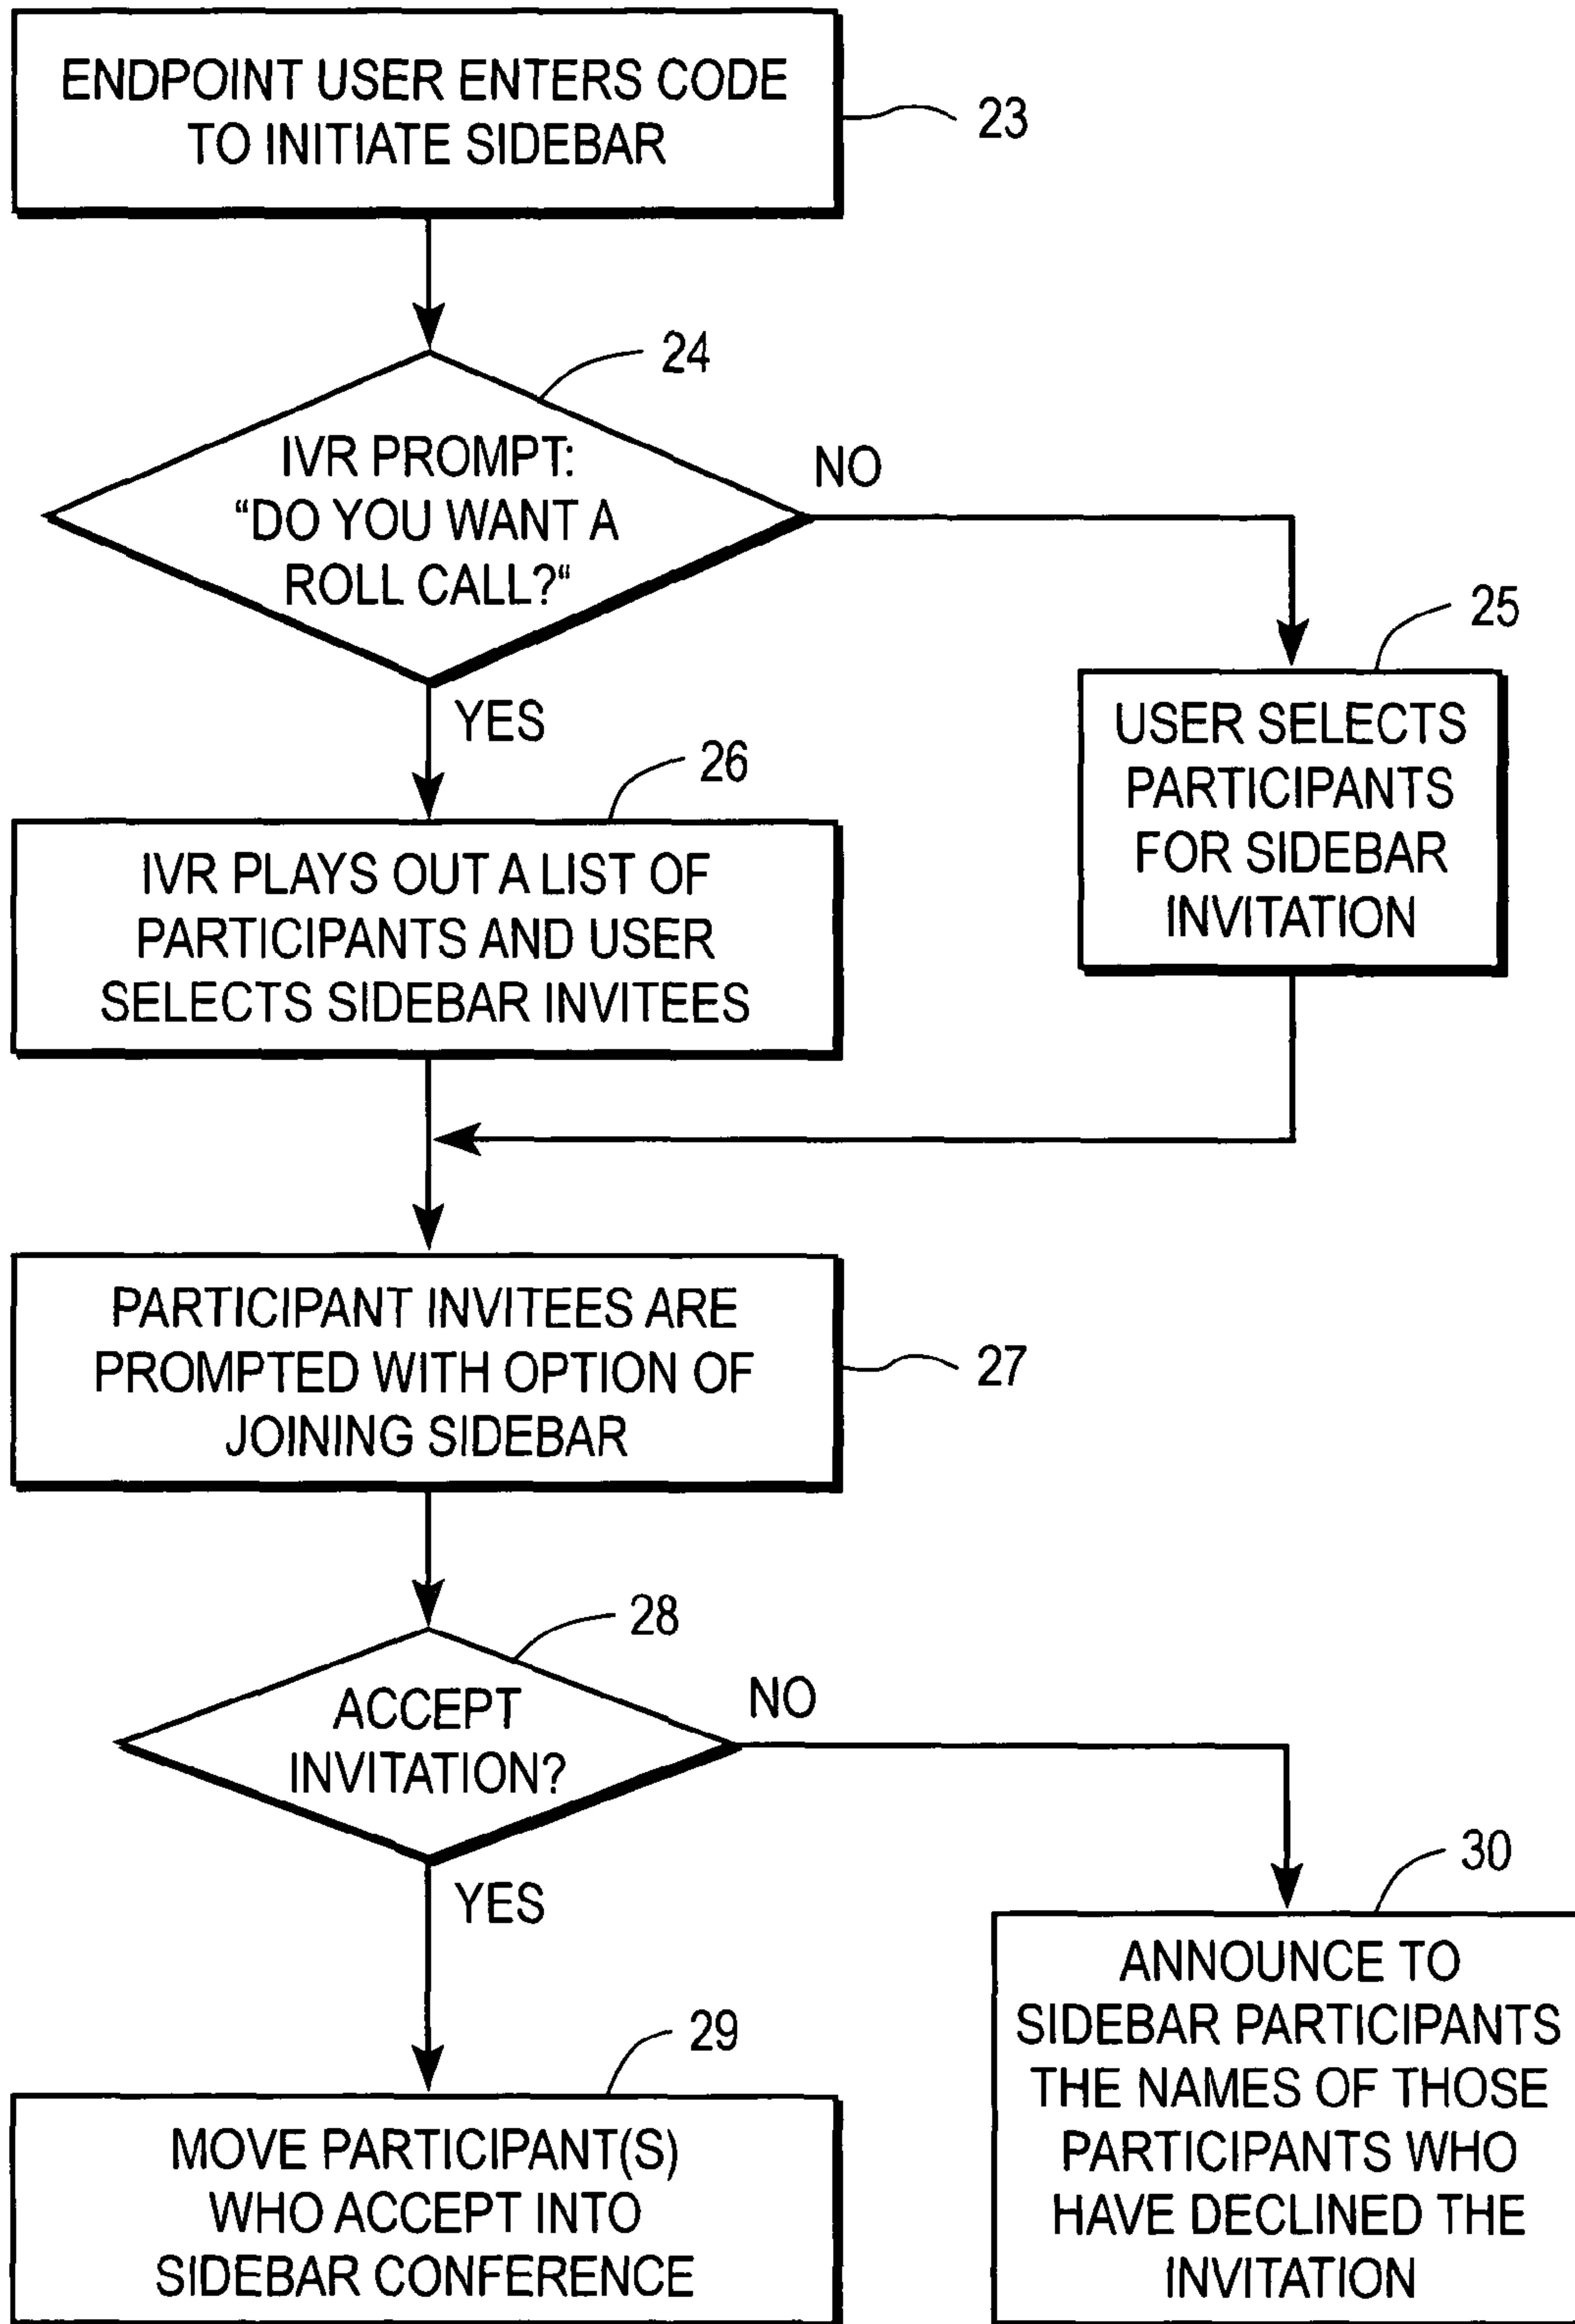 ENDPOINT USER ENTERS CODE
TO INITIATE SIDEBAR
23
24
IVR PROMPT:
“DO YOU WANT A
ROLL CALL?“
NO
YES
25
USER SELECTS
PARTICIPANTS
FOR SIDEBAR
INVITATION
26
IVR PLAYS OUT A LIST OF
PARTICIPANTS AND USER
SELECTS SIDEBAR INVITEES
PARTICIPANT INVITEES ARE
PROMPTED WITH OPTION OF
JOINING SIDEBAR
27
28
ACCEPT
INVITATION?
NO
YES
29
MOVE PARTICIPANT(S)
WHO ACCEPT INTO
SIDEBAR CONFERENCE
30
ANNOUNCE TO
SIDEBAR PARTICIPANTS
THE NAMES OF THOSE
PARTICIPANTS WHO
HAVE DECLINED THE
INVITATION